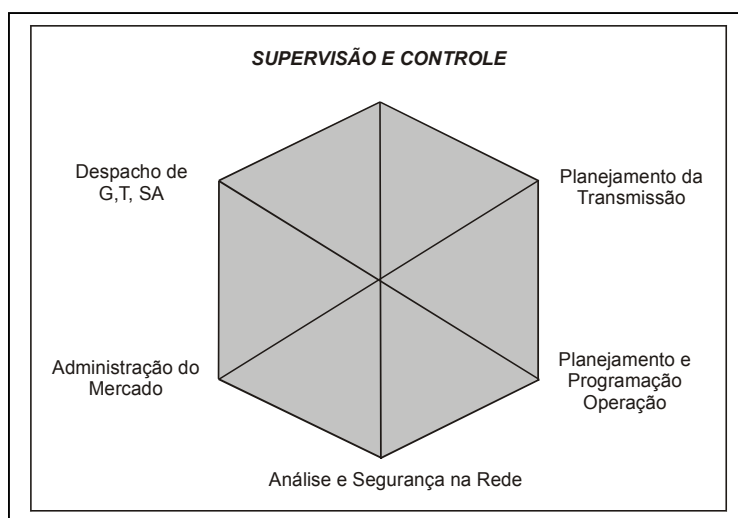 SUPERVISÃO E CONTROLE
Despacho de
G,T, SA
Planejamento da
Transmissão
Administração do
Mercado
Planejamento e
Programação
Operação
Análise e Segurança na Rede